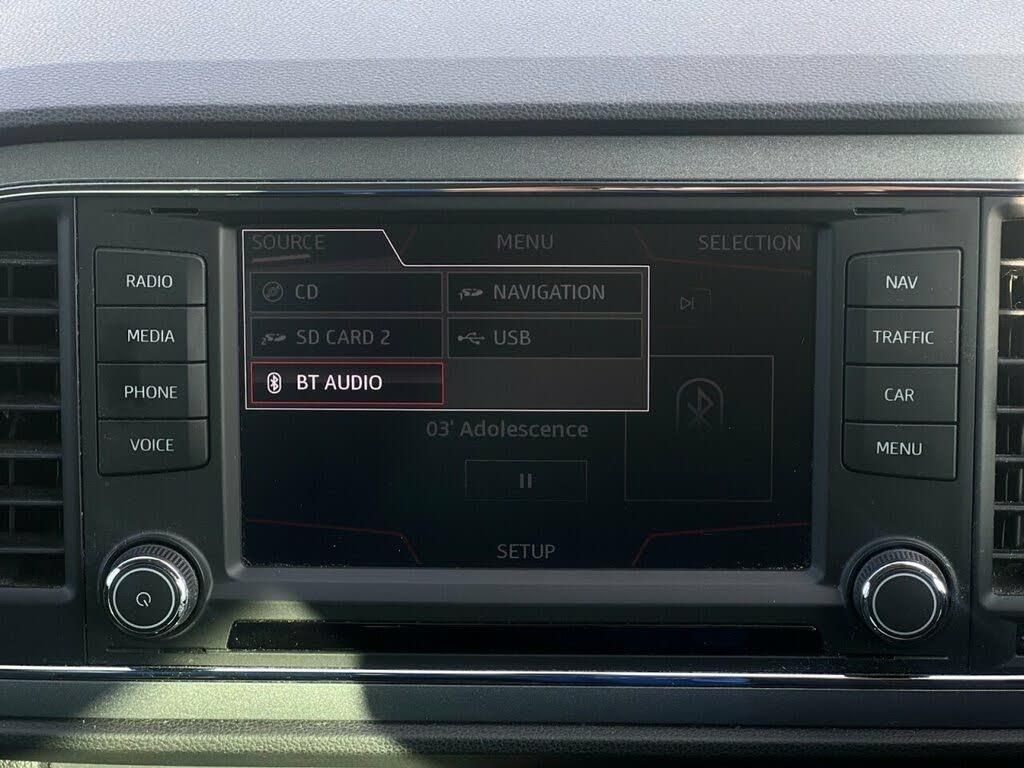 SOURCE
MENU
SELECTION
CD
NAVIGATION
SD CARD 2
USB
BT AUDIO
03' Adolescence
SETUP
RADIO
MEDIA
PHONE
VOICE
NAV
TRAFFIC
CAR
MENU